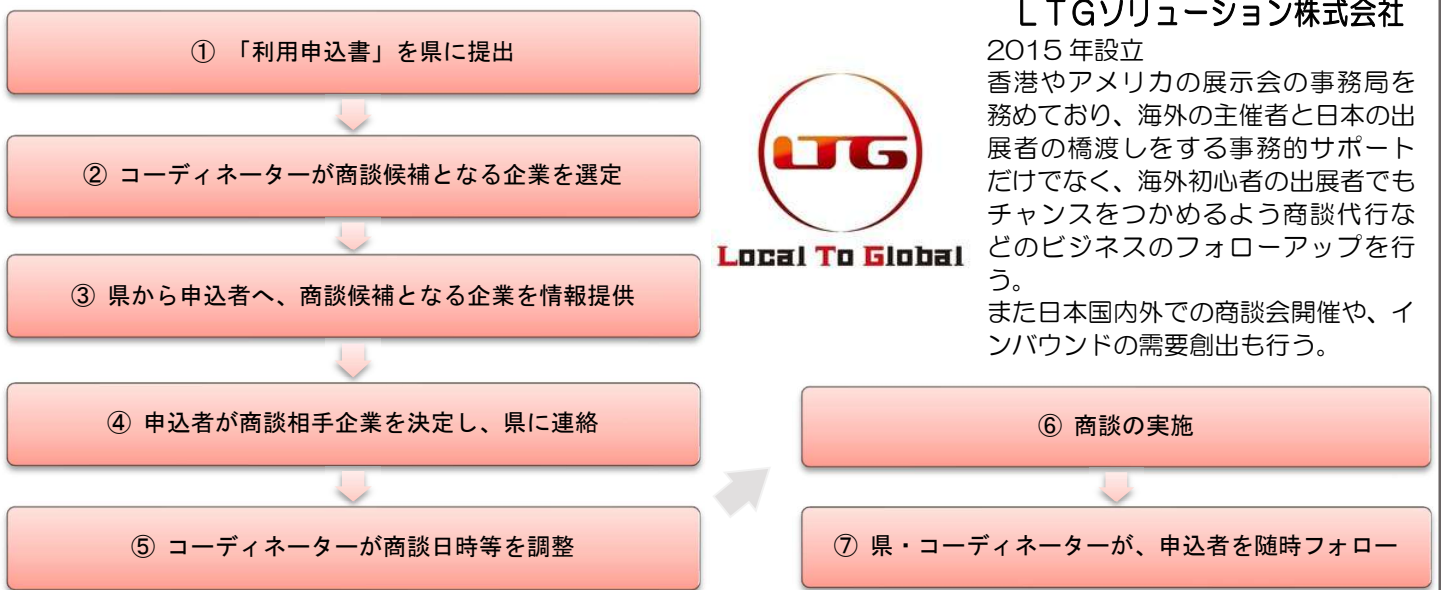 ① 「利用申込書」を県に提出
② コーディネーターが商談候補となる企業を選定
③ 県から申込者へ、商談候補となる企業を情報提供
④ 申込者が商談相手企業を決定し、県に連絡
⑤ コーディネーターが商談日時等を調整
LTG
Local To Global
ＬＴＧソリューション株式会社
2015年設立
香港やアメリカの展示会の事務局を
務めており、海外の主催者と日本の出
展者の橋渡しをする事務的サポート
だけでなく、海外初心者の出展者でも
チャンスをつかめるよう商談代行な
どのビジネスのフォローアップを行
う。
また日本国内外での商談会開催や、イ
ンバウンドの需要創出も行う。
⑥ 商談の実施
⑦ 県・コーディネーターが、申込者を随時フォロー